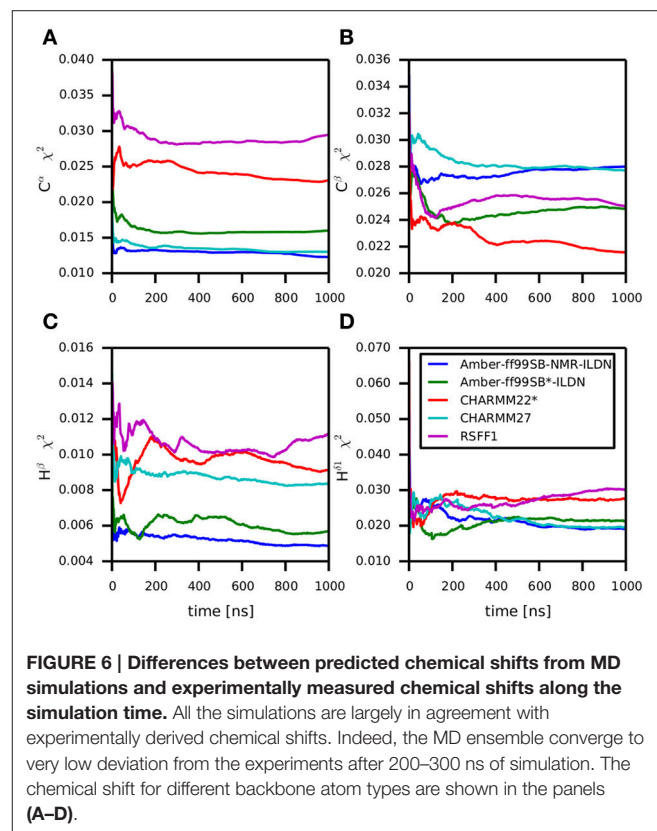 A
B
0.040
0.035
0.030
0.025
0.020
0.015
0.010
Cα χ2
0 200 400 600 800 1000
0.036
0.034
0.032
0.030
0.028
0.026
0.024
0.022
0.020
Cβ χ2
0 200 400 600 800 1000
C
D
0.016
0.014
0.012
0.010
0.008
0.006
0.004
Hβ χ2
0 200 400 600 800 1000
time [ns]
0.070
0.060
0.050
0.040
0.030
0.020
0.010
Hδ1 χ2
Amber-ff99SB-NMR-ILDN
Amber-ff99SB*-ILDN
CHARMM22*
CHARMM27
RSFF1
0 200 400 600 800 1000
time [ns]
FIGURE 6 | Differences between predicted chemical shifts from MD
simulations and experimentally measured chemical shifts along the
simulation time. All the simulations are largely in agreement with
experimentally derived chemical shifts. Indeed, the MD ensemble converge to
very low deviation from the experiments after 200–300 ns of simulation. The
chemical shift for different backbone atom types are shown in the panels
(A–D).